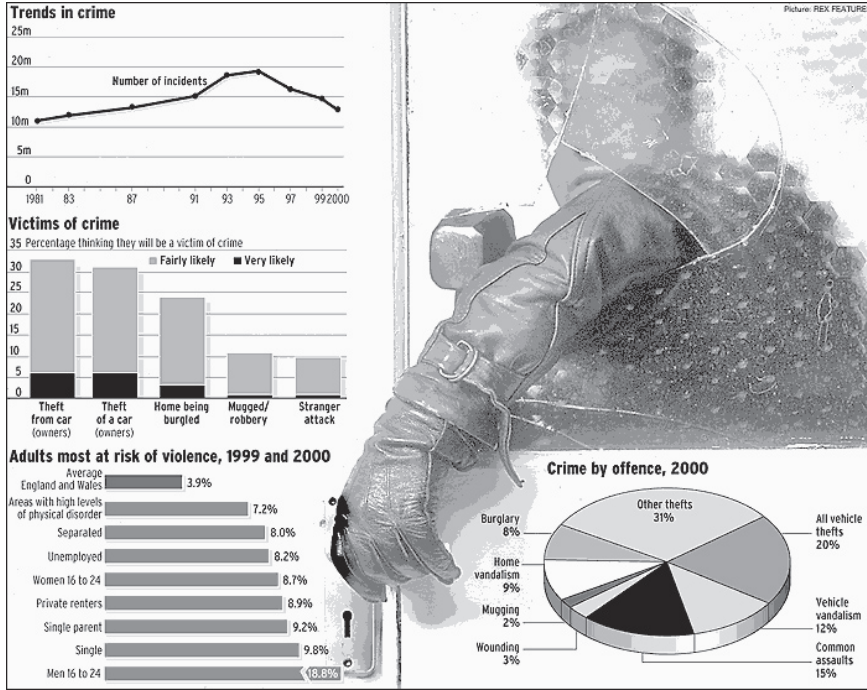 Picture: REX FEATURE
Trends in crime
25m
20m
15m
10m
5m
0
Number of incidents
1981 83 87 91 93 95 97 99 2000
Victims of crime
35 Percentage thinking they will be a victim of crime
Fairly likely Very likely
30
25
20
15
10
5
0
Theft
from car
(owners)
Theft
of a car
(owners)
Home being
burgled
Mugged/
robbery
Stranger
attack
Adults most at risk of violence, 1999 and 2000
Average
England and Wales
3.9%
Areas with high levels
of physical disorder
7.2%
Separated 8.0%
Unemployed 8.2%
Women 16 to 24 8.7%
Private renters 8.9%
Single parent 9.2%
Single 9.8%
Men 16 to 24 18.8%
Crime by offence, 2000
Other thefts
31%
Burglary
8%
All vehicle
thefts
20%
Home
vandalism
9%
Mugging
2%
Vehicle
vandalism
12%
Wounding
3%
Common
assaults
15%